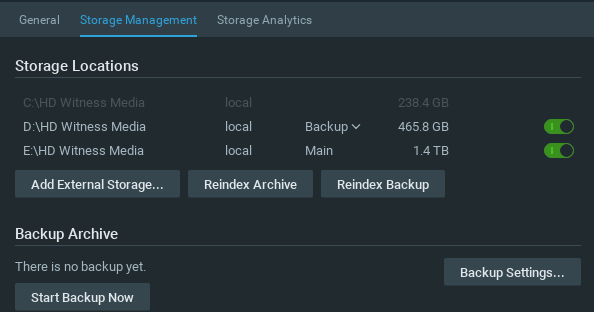 General Storage Management Storage Analytics
Storage Locations
C:\HD Witness Media local 238.4 GB
D:\HD Witness Media local Backup 465.8 GB
E:\HD Witness Media local Main 1.4 TB
Add External Storage... Reindex Archive Reindex Backup
Backup Archive
There is no backup yet.
Backup Settings...
Start Backup Now